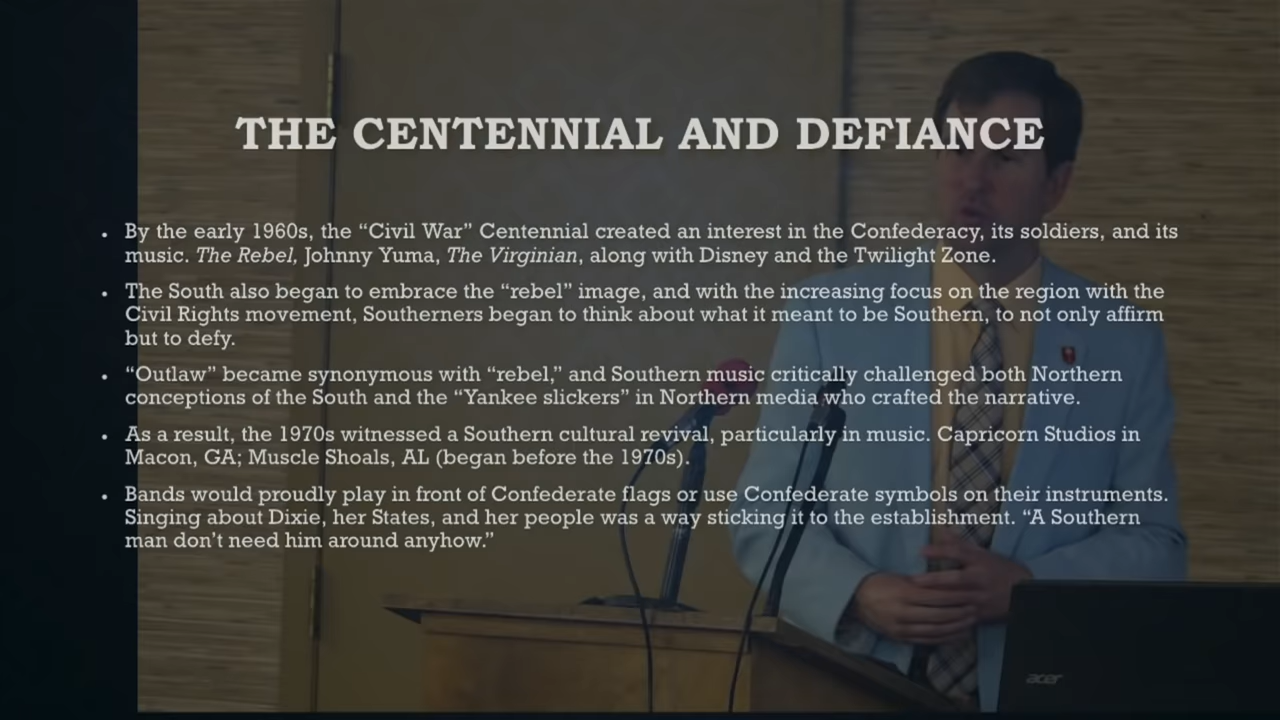 THE CENTENNIAL AND DEFIANCE
• By the early 1960s, the “Civil War” Centennial created an interest in the Confederacy, its soldiers, and its
music. The Rebel, Johnny Yuma, The Virginian, along with Disney and the Twilight Zone.
• The South also began to embrace the “rebel” image, and with the increasing focus on the region with the
Civil Rights movement, Southerners began to think about what it meant to be Southern, to not only affirm
but to defy.
• “Outlaw” became synonymous with “rebel,” and Southern music critically challenged both Northern
conceptions of the South and the “Yankee slickers” in Northern media who crafted the narrative.
• As a result, the 1970s witnessed a Southern cultural revival, particularly in music. Capricorn Studios in
Macon, GA; Muscle Shoals, AL (began before the 1970s).
• Bands would proudly play in front of Confederate flags or use Confederate symbols on their instruments.
Singing about Dixie, her States, and her people was a way sticking it to the establishment. “A Southern
man don’t need him around anyhow.”
acer